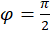 φ = π/2